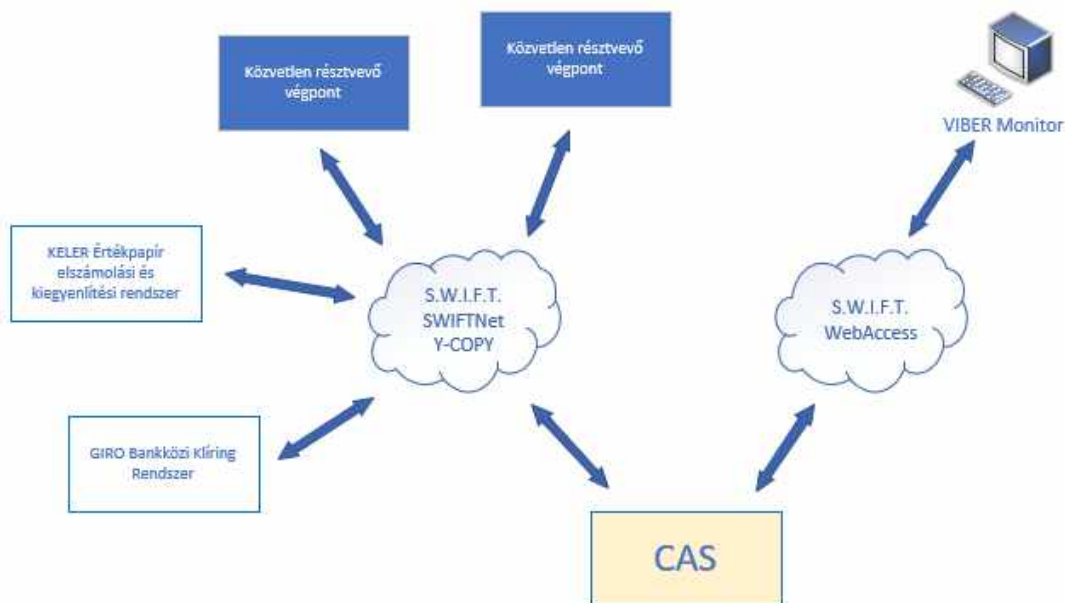 Közvetlen résztvevő
végpont
Közvetlen résztvevő
végpont
VIBER Monitor
KELER Értékpapír
elszámolási és
kiegyenlítési rendszer
S.W.I.F.T.
SWIFTNet
Y-COPY
S.W.I.F.T.
WebAccess
GIRO Bankközi Klíring
Rendszer
CAS